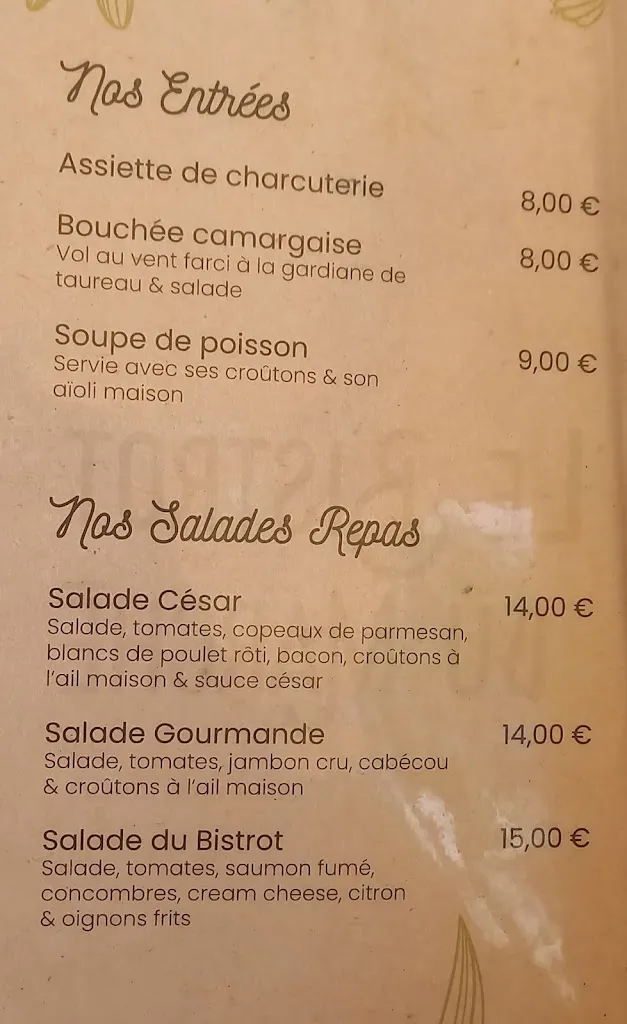 Nos Entrées
Assiette de charcuterie 8,00 €
Bouchée camargaise 8,00 €
Vol au vent farci à la gardiane de
taureau & salade
Soupe de poisson 9,00 €
Servie avec ses croûtons & son
aïoli maison
Nos Salades Repas
Salade César 14,00 €
Salade, tomates, copeaux de parmesan,
blancs de poulet rôti, bacon, croûtons à
l'ail maison & sauce césar
Salade Gourmande 14,00 €
Salade, tomates, jambon cru, cabécou
& croûtons à l'ail maison
Salade du Bistrot 15,00 €
Salade, tomates, saumon fumé,
concombres, cream cheese, citron
& oignons frits